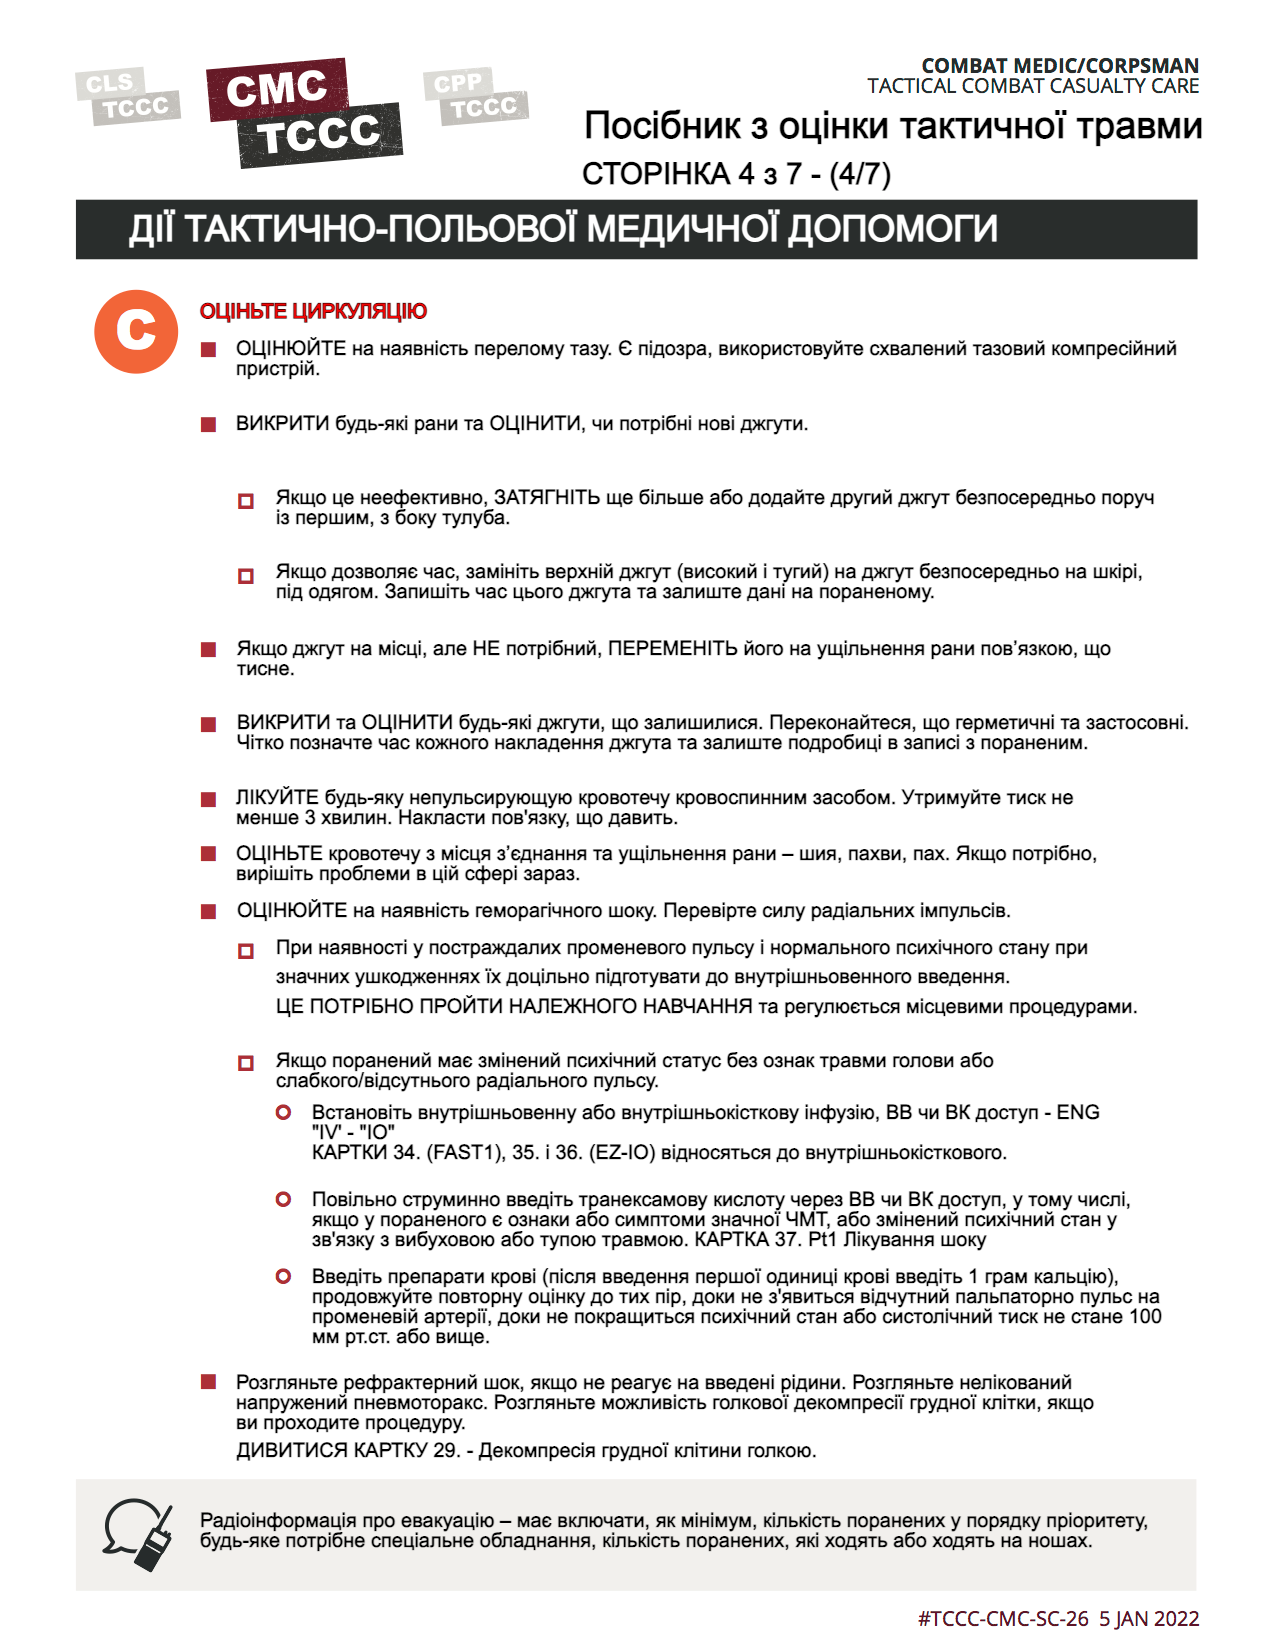 CLS
TCCC
CMC
TCCC
CPP
TCCC
COMBAT MEDIC/CORPSMAN
TACTICAL COMBAT CASUALTY CARE
Посібник з оцінки тактичної травми
СТОРІНКА 4 з 7 - (4/7)
ДІЇ ТАКТИЧНО-ПОЛЬОВОЇ МЕДИЧНОЇ ДОПОМОГИ
C
ОЦІНЬТЕ ЦИРКУЛЯЦІЮ
ОЦІНЮЙТЕ на наявність перелому тазу. Є підозра, використовуйте схвалений тазовий компресійний
пристрій.
ВИКРИТИ будь-які рани та ОЦІНИТИ, чи потрібні нові джгути.
Якщо це неефективно, ЗАТЯГНІТЬ ще більше або додайте другий джгут безпосередньо поруч
із першим, з боку тулуба.
Якщо дозволяє час, замініть верхній джгут (високий і тугий) на джгут безпосередньо на шкірі,
під одягом. Запишіть час цього джгута та залиште дані на пораненому.
Якщо джгут на місці, але НЕ потрібний, ПЕРЕМЕНІТЬ його на ущільнення рани пов’язкою, що
тисне.
ВИКРИТИ та ОЦІНИТИ будь-які джгути, що залишилися. Переконайтеся, що герметичні та застосовні.
Чітко позначте час кожного накладення джгута та залиште подробиці в записі з пораненим.
ЛІКУЙТЕ будь-яку непульсирующую кровотечу кровоспинним засобом. Утримуйте тиск не
менше 3 хвилин. Накласти пов'язку, що давить.
ОЦІНЬТЕ кровотечу з місця з’єднання та ущільнення рани – шия, пахви, пах. Якщо потрібно,
вирішіть проблеми в цій сфері зараз.
ОЦІНЮЙТЕ на наявність геморагічного шоку. Перевірте силу радіальних імпульсів.
При наявності у постраждалих променевого пульсу і нормального психічного стану при
значних ушкодженнях їх доцільно підготувати до внутрішньовенного введення.
ЦЕ ПОТРІБНО ПРОЙТИ НАЛЕЖНОГО НАВЧАННЯ та регулюється місцевими процедурами.
Якщо поранений має змінений психічний статус без ознак травми голови або
слабкого/відсутнього радіального пульсу.
Встановіть внутрішньовенну або внутрішньокісткову інфузію, ВВ чи ВК доступ - ENG
"IV' - "IO"
КАРТКИ 34. (FAST1), 35. і 36. (EZ-IO) відносяться до внутрішньокісткового.
Повільно струминно введіть транексамову кислоту через ВВ чи ВК доступ, у тому числі,
якщо у пораненого є ознаки або симптоми значної ЧМТ, або змінений психічний стан у
зв'язку з вибуховою або тупою травмою. КАРТКА 37. Pt1 Лікування шоку
Введіть препарати крові (після введення першої одиниці крові введіть 1 грам кальцію),
продовжуйте повторну оцінку до тих пір, доки не з'явиться відчутний пальпаторно пульс на
променевій артерії, доки не покращиться психічний стан або систолічний тиск не стане 100
мм рт.ст. або вище.
Розгляньте рефрактерний шок, якщо не реагує на введені рідини. Розгляньте нелікований
напружений пневмоторакс. Розгляньте можливість голкової декомпресії грудної клітки, якщо
ви проходите процедуру.
ДИВИТИСЯ КАРТКУ 29. - Декомпресія грудної клітини голкою.
Радіоінформація про евакуацію – має включати, як мінімум, кількість поранених у порядку пріоритету,
будь-яке потрібне спеціальне обладнання, кількість поранених, які ходять або ходять на ношах.
#TCCC-CMC-SC-26 5 JAN 2022